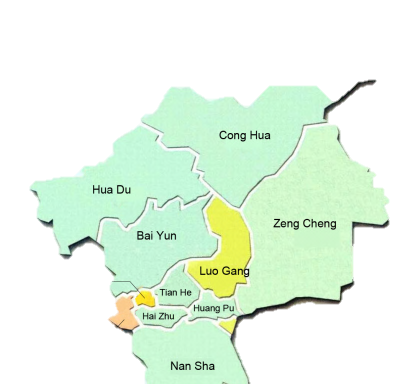 Cong Hua
Hua Du
Zeng Cheng
Bai Yun
Luo Gang
Tian He
Huang Pu
Hai Zhu
Nan Sha